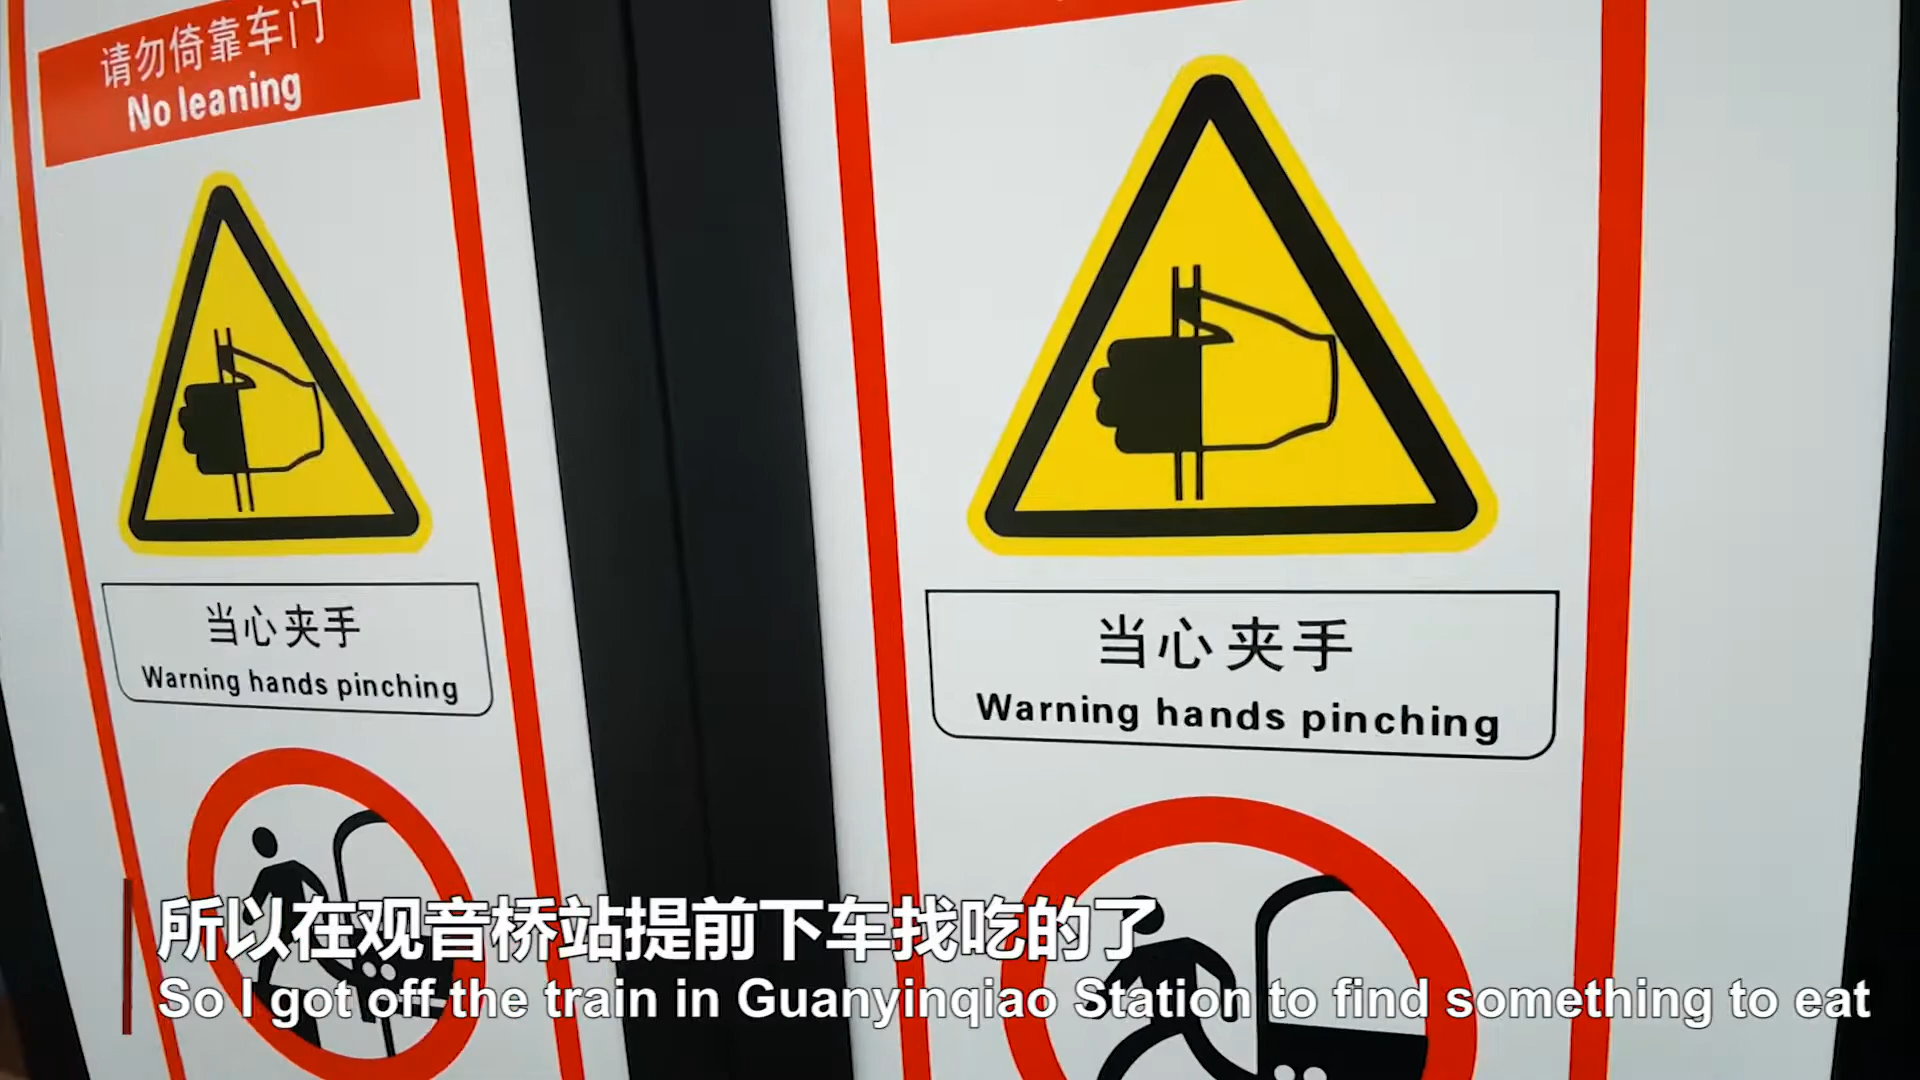 请勿倚靠车门
No leaning
当心夹手
Warning hands pinching
当心夹手
Warning hands pinching
所以在观音桥站提前下车找吃的了
So I got off the train in Guanyinqiao Station to find something to eat